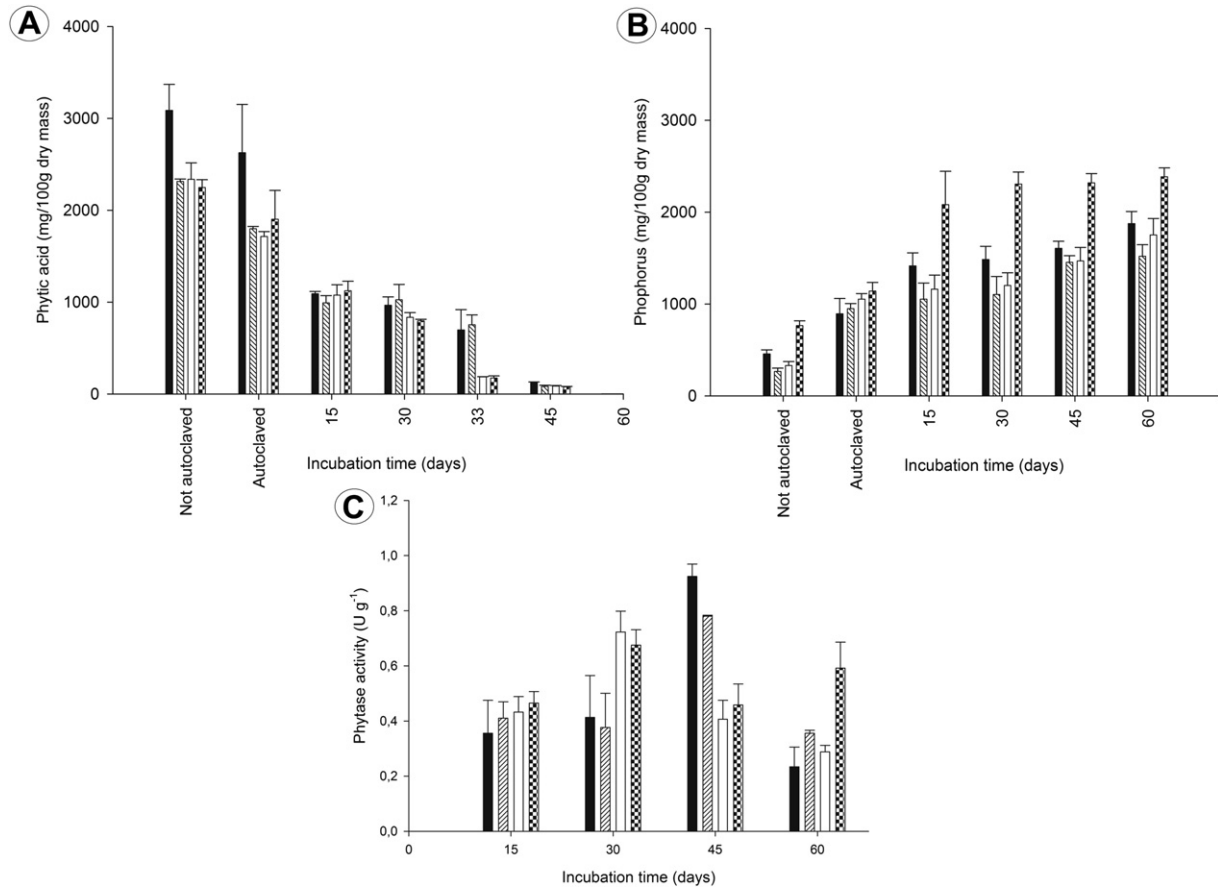 A
Phytic acid (mg/100g dry mass)
4000
3000
2000
1000
0
Not autoclaved
Autoclaved
15
30
33
45
60
Incubation time (days)
B
Phophorus (mg/100g dry mass)
4000
3000
2000
1000
0
Not autoclaved
Autoclaved
15
30
45
60
Incubation time (days)
C
Phytase activity (U g⁻¹)
1,2
1,0
0,8
0,6
0,4
0,2
0,0
0
15
30
45
60
Incubation time (days)